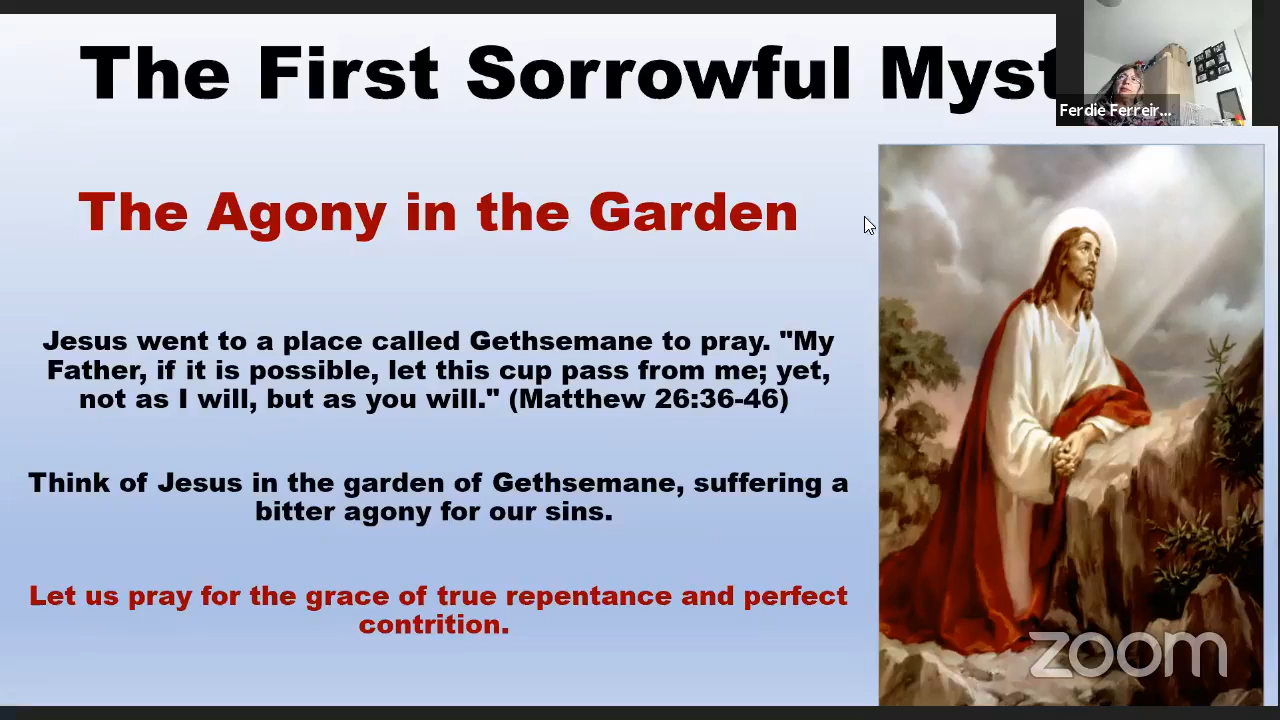 The First Sorrowful Myst
Ferdie Ferreir...
The Agony in the Garden
Jesus went to a place called Gethsemane to pray. "My
Father, if it is possible, let this cup pass from me; yet,
not as I will, but as you will." (Matthew 26:36-46)
Think of Jesus in the garden of Gethsemane, suffering a
bitter agony for our sins.
Let us pray for the grace of true repentance and perfect
contrition.
zoom